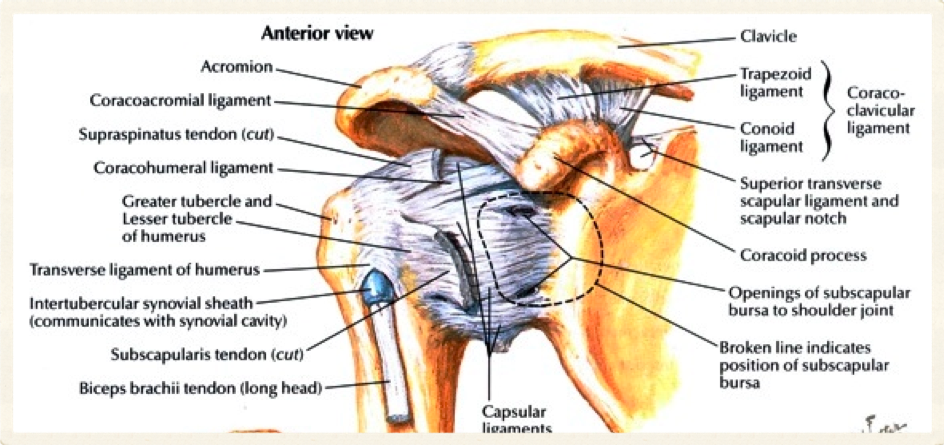 Anterior view
Acromion
Coracoacromial ligament
Supraspinatus tendon (cut)
Coracohumeral ligament
Greater tubercle and
Lesser tubercle
of humerus
Transverse ligament of humerus
Intertubercular synovial sheath
(communicates with synovial cavity)
Subscapularis tendon (cut)
Biceps brachii tendon (long head)
Capsular
ligaments
Clavicle
Trapezoid
ligament
Conoid
ligament
Coraco-
clavicular
ligament
Superior transverse
scapular ligament and
scapular notch
Coracoid process
Openings of subscapular
bursa to shoulder joint
Broken line indicates
position of subscapular
bursa